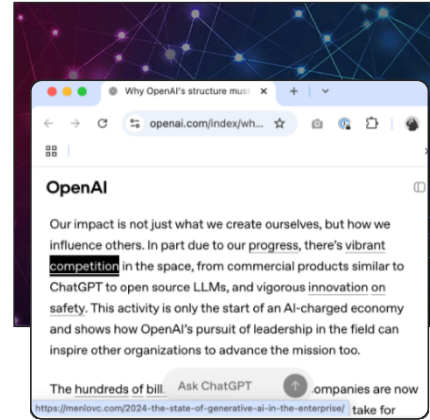 Why OpenAI's structure must
openai.com/index/wh...
OpenAI
Our impact is not just what we create ourselves, but how we
influence others. In part due to our progress, there's vibrant
competition in the space, from commercial products similar to
ChatGPT to open source LLMs, and vigorous innovation on
safety. This activity is only the start of an AI-charged economy
and shows how OpenAI's pursuit of leadership in the field can
inspire other organizations to advance the mission too.
The hundreds of bill Ask ChatGPT ompanies are now
https://menlovc.com/2024-the-state-of-generative-ai-in-the-enterprise/ take for